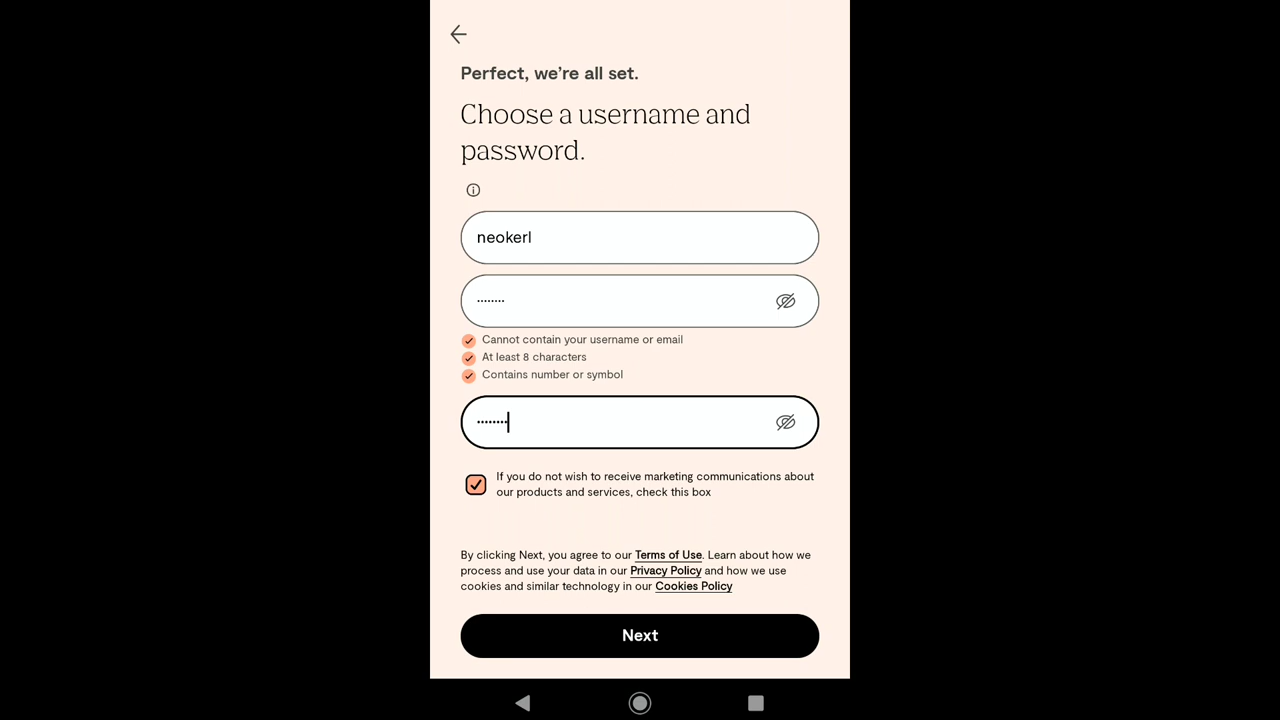 Perfect, we’re all set.
Choose a username and
password.
neokerl
••••••••
Cannot contain your username or email
At least 8 characters
Contains number or symbol
••••••••
If you do not wish to receive marketing communications about
our products and services, check this box
By clicking Next, you agree to our Terms of Use. Learn about how we
process and use your data in our Privacy Policy and how we use
cookies and similar technology in our Cookies Policy
Next